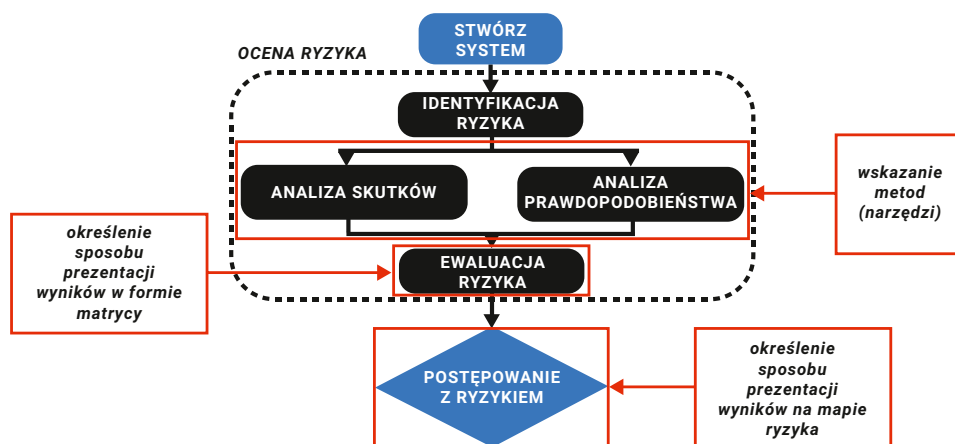 STWÓRZ
SYSTEM
OCENA RYZYKA
IDENTYFIKACJA
RYZYKA
ANALIZA SKUTKÓW
ANALIZA
PRAWDOPODOBIEŃSTWA
wskazanie
metod
(narzędzi)
określenie
sposobu
prezentacji
wyników w formie
matrycy
EWALUACJA
RYZYKA
POSTĘPOWANIE
Z RYZYKIEM
określenie
sposobu
prezentacji
wyników na mapie
ryzyka